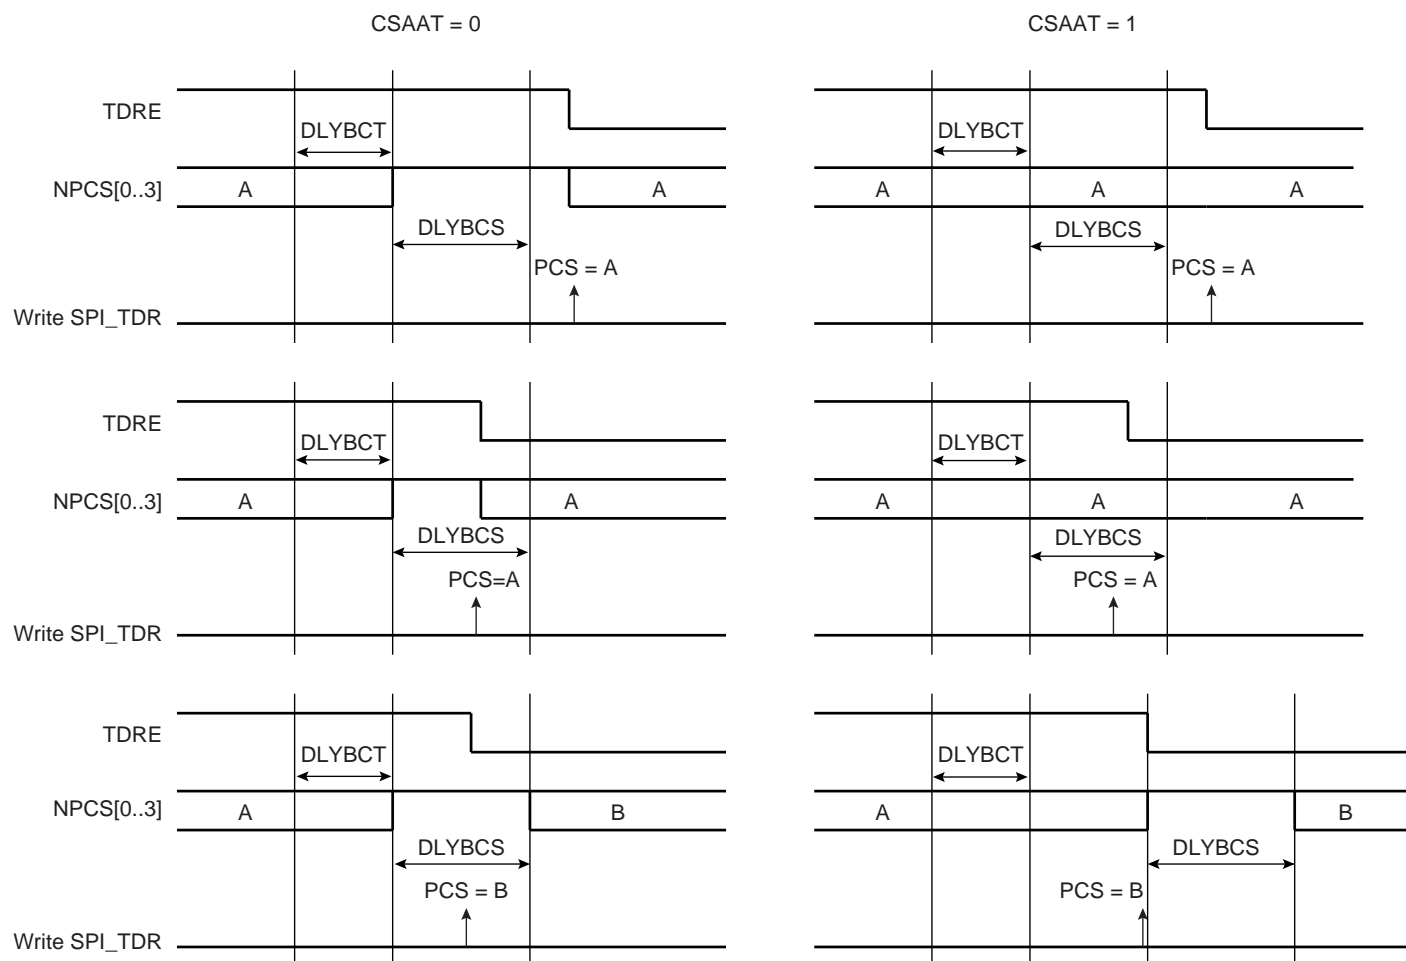 CSAAT = 0 CSAAT = 1
TDRE
DLYBCT DLYBCT
NPCS[0..3] A A A A A
DLYBCS DLYBCS
PCS = A PCS = A
Write SPI_TDR
TDRE
DLYBCT DLYBCT
NPCS[0..3] A A A A A
DLYBCS DLYBCS
PCS=A PCS = A
Write SPI_TDR
TDRE
DLYBCT DLYBCT
NPCS[0..3] A B A B
DLYBCS DLYBCS
PCS = B PCS = B
Write SPI_TDR